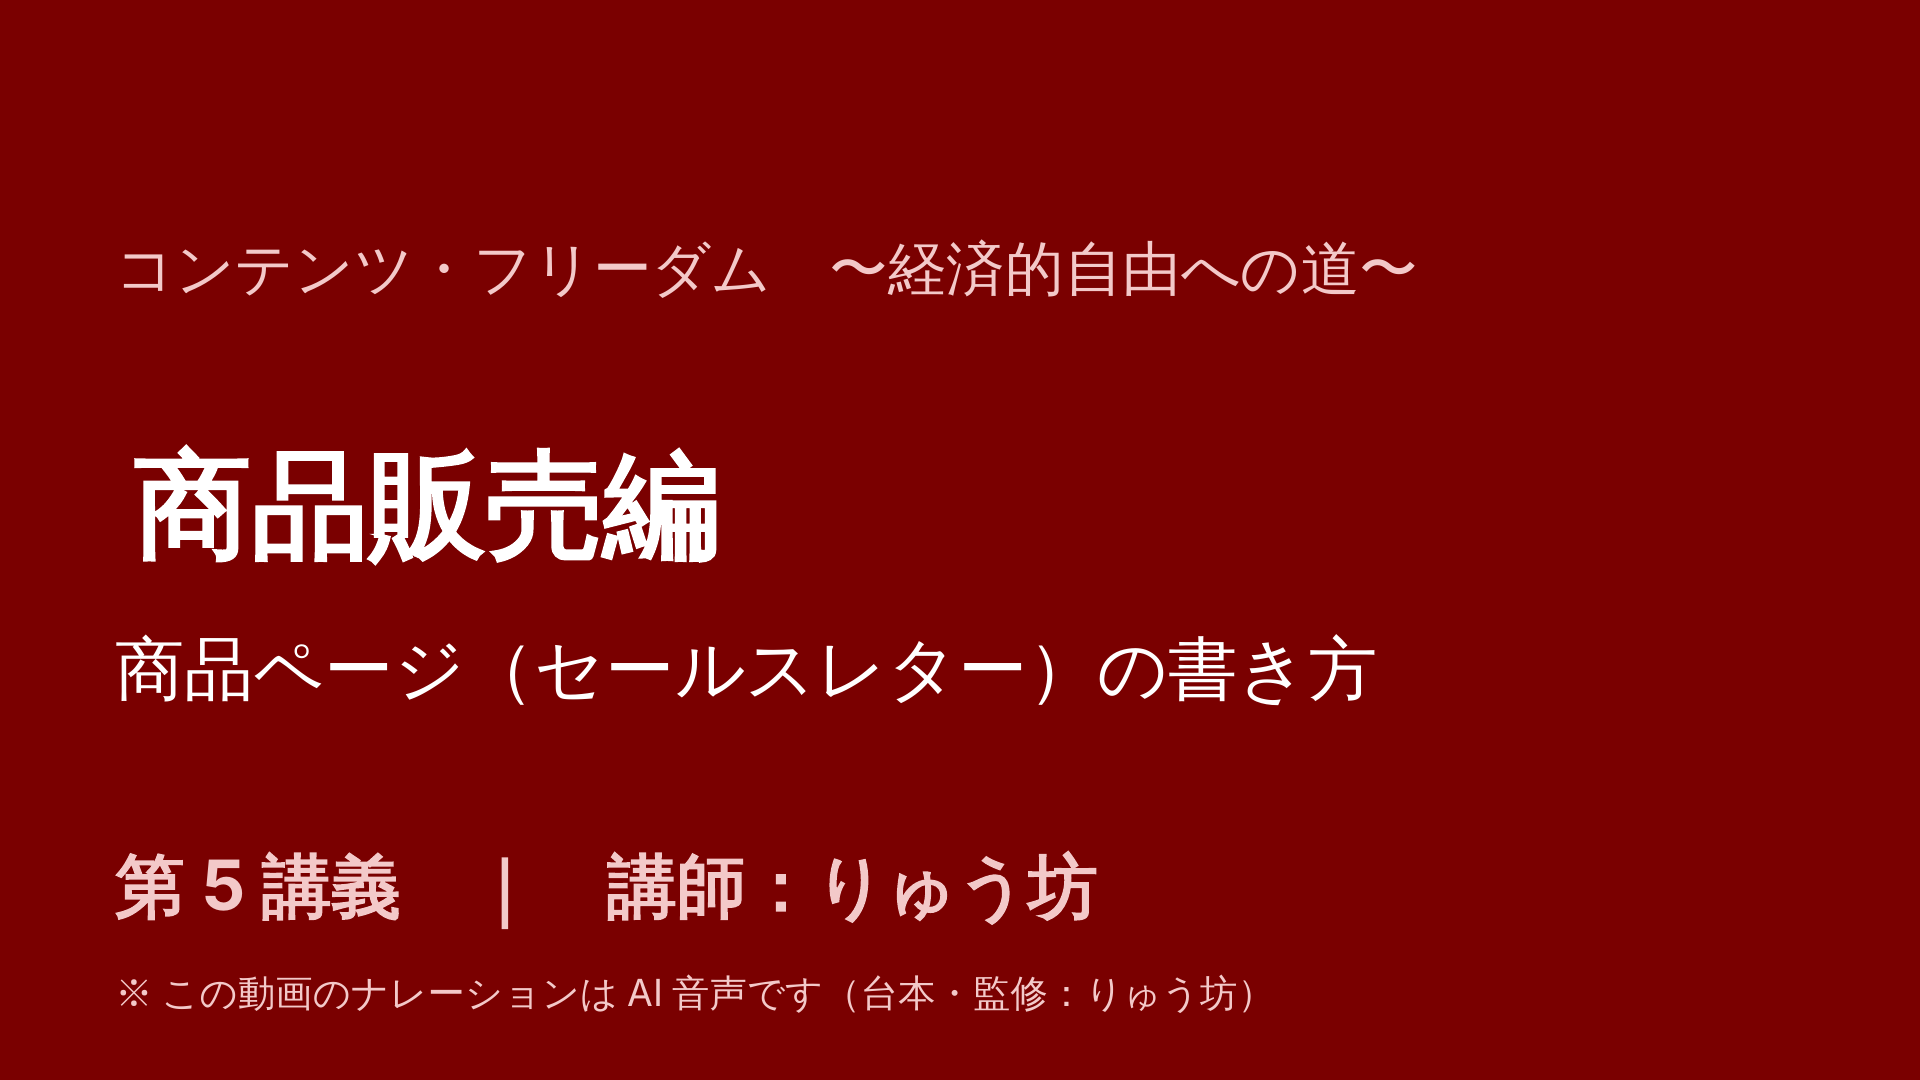 コンテンツ・フリーダム　〜経済的自由への道〜
商品販売編
商品ページ（セールスレター）の書き方
第 5 講義　｜　講師：りゅう坊
※ この動画のナレーションは AI 音声です（台本・監修：りゅう坊）